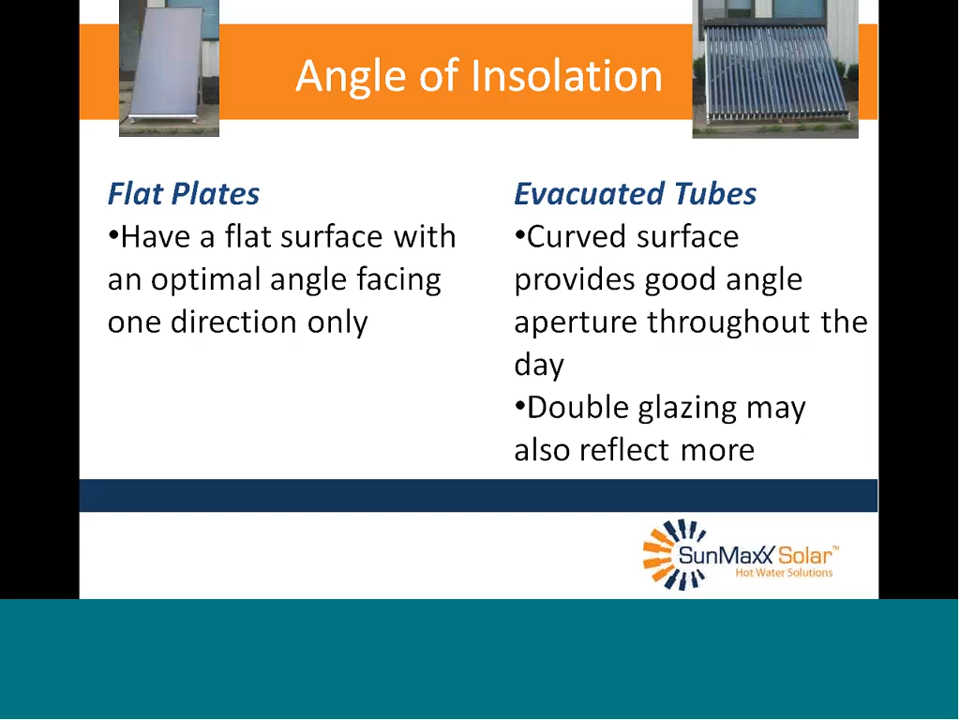 Angle of Insolation
Flat Plates
•Have a flat surface with
an optimal angle facing
one direction only
Evacuated Tubes
•Curved surface
provides good angle
aperture throughout the
day
•Double glazing may
also reflect more
SunMaxx Solar™
Hot Water Solutions